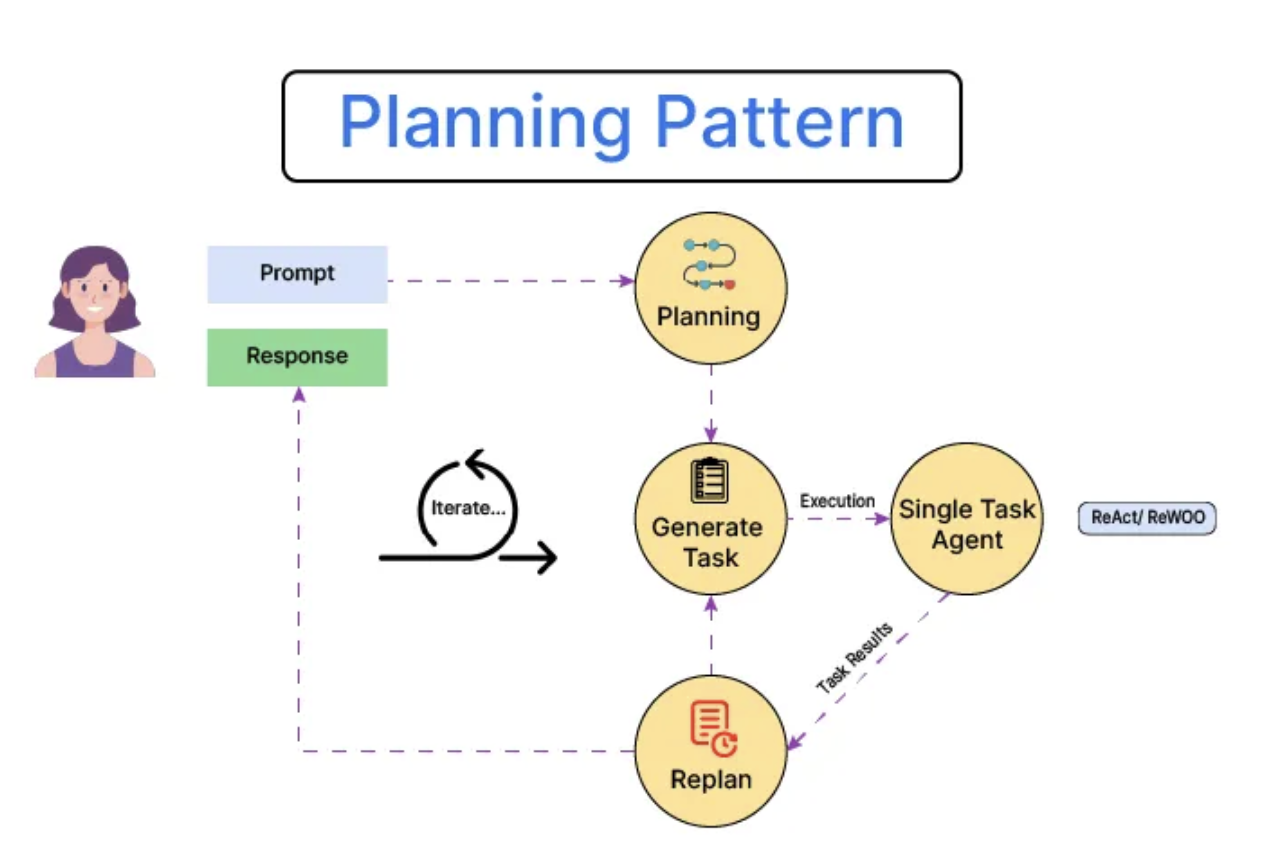 Planning Pattern
Prompt
Planning
Response
Iterate...
Generate
Task
Execution
Single Task
Agent
ReAct/ ReWOO
Task Results
Replan